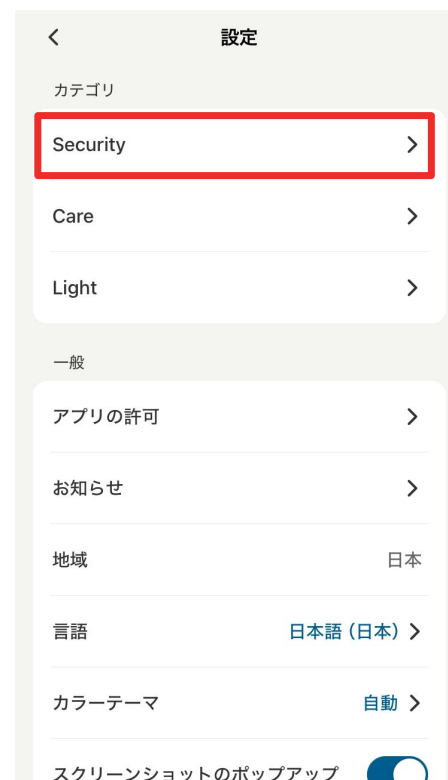 設定
カテゴリ
Security
Care
Light
一般
アプリの許可
お知らせ
地域 日本
言語 日本語（日本）
カラーテーマ 自動
スクリーンショットのポップアップ